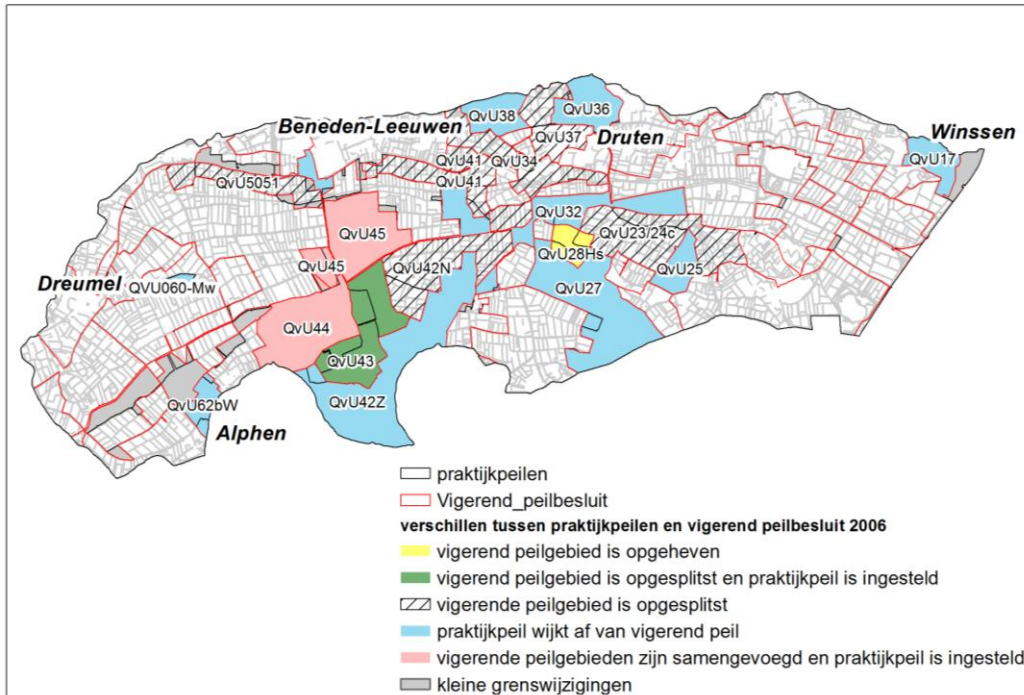 QvU38
QvU36
Beneden-Leeuwen
QvU37
Druten
Winssen
QvU17
QvU41
QvU34
QvU5051
QvU41
QvU32
QvU45
QvU23/24c
QvU28Hs
QvU25
QvU45
QvU42N
Dreumel
QVU060-Mw
QvU27
QvU44
QvU43
QvU62bW
QvU42Z
Alphen
praktijkpeilen
Vigerend_peilbesluit
verschillen tussen praktijkpeilen en vigerend peilbesluit 2006
vigerend peilgebied is opgeheven
vigerend peilgebied is opgesplitst en praktijkpeil is ingesteld
vigerende peilgebied is opgesplitst
praktijkpeil wijkt af van vigerend peil
vigerende peilgebieden zijn samengevoegd en praktijkpeil is ingesteld
kleine grenswijzigingen